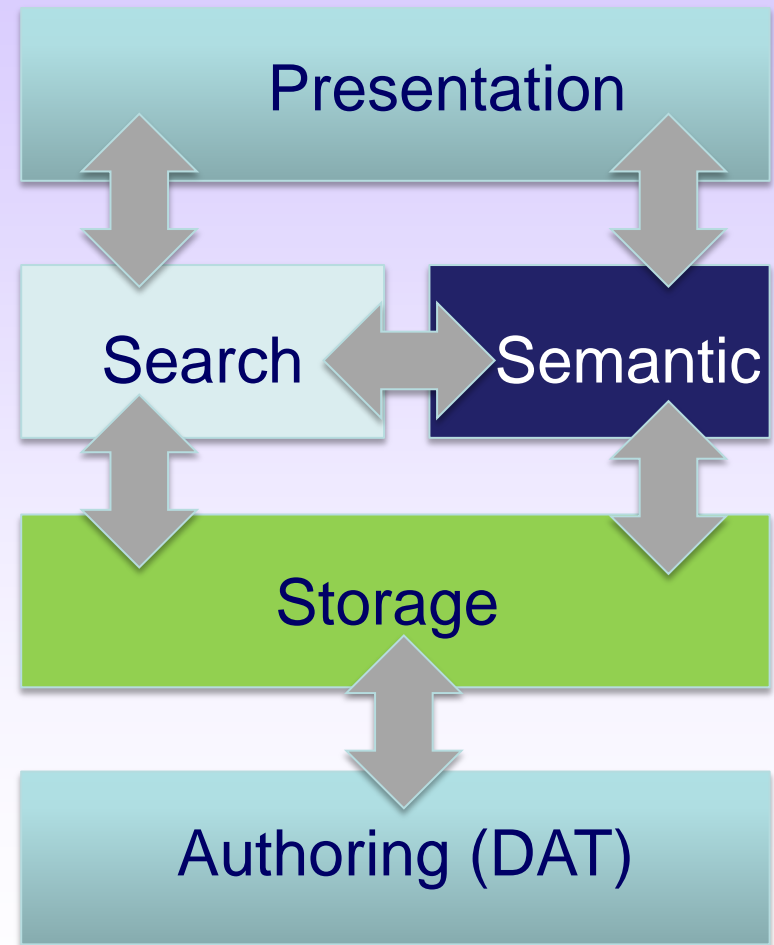 Presentation
Search
Semantic
Storage
Authoring (DAT)